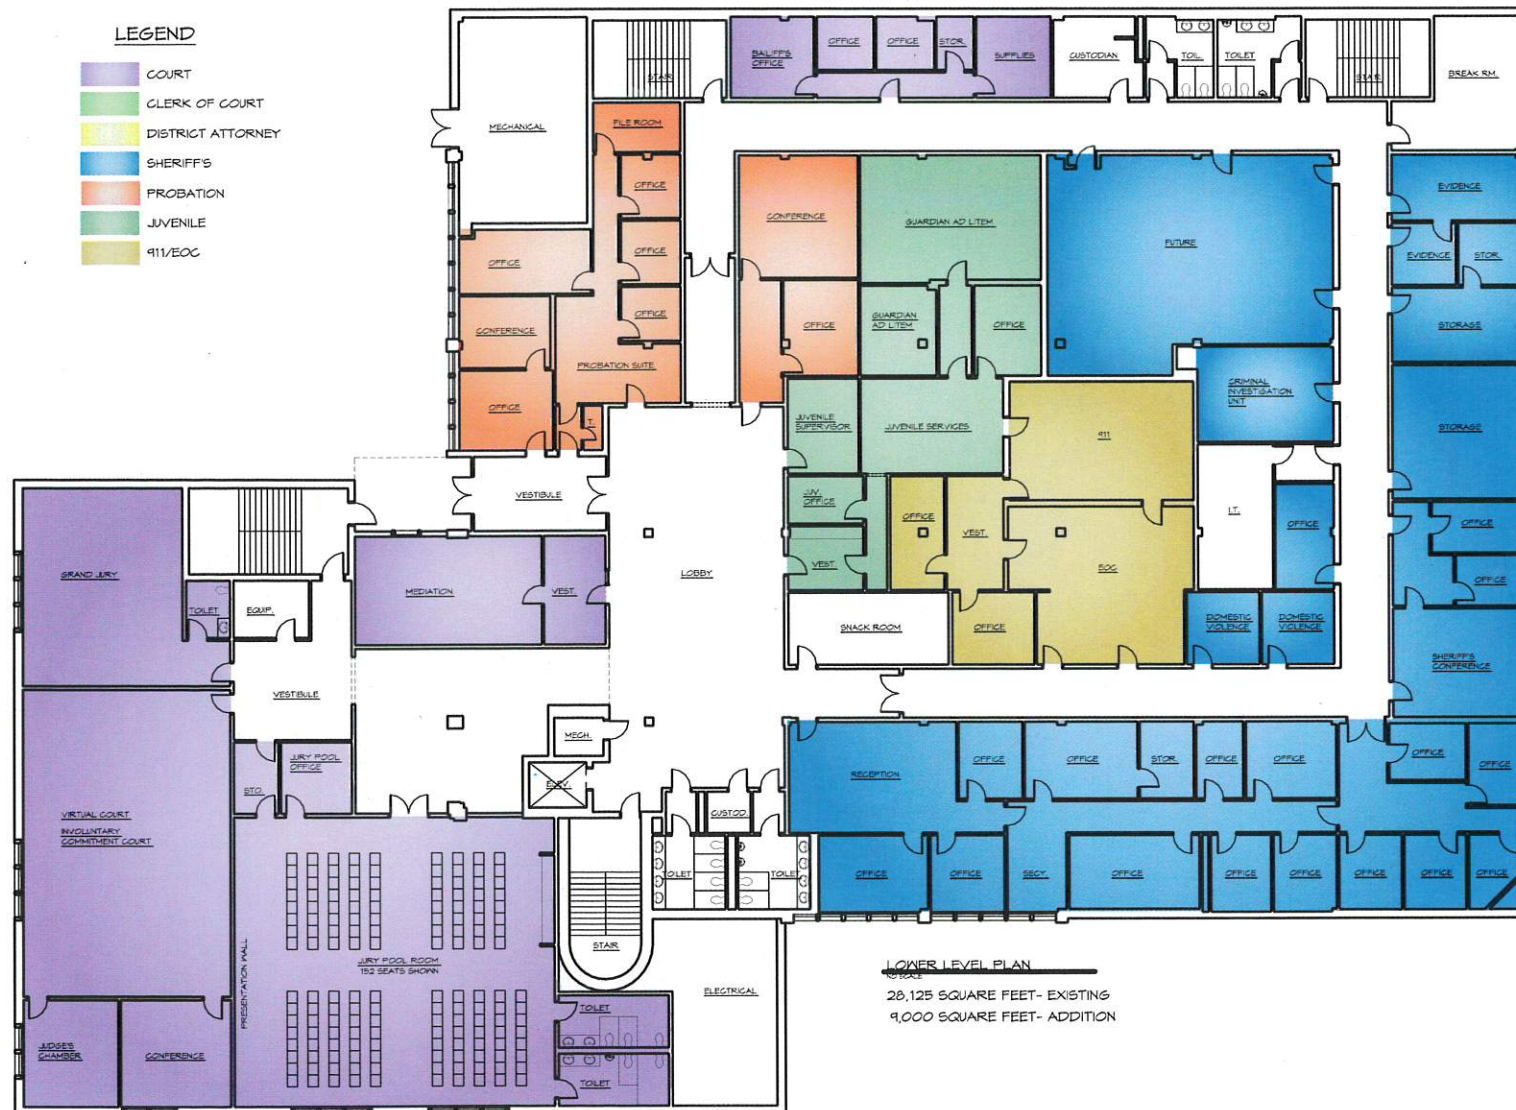 LEGEND
COURT
CLERK OF COURT
DISTRICT ATTORNEY
SHERIFF'S
PROBATION
JUVENILE
911/EOC
MECHANICAL
STAIR
BAILIFF'S
OFFICE
OFFICE
OFFICE
STOR.
SUPPLIES
CUSTODIAN
TOIL.
TOILET
STAIR
BREAK RM.
FILE ROOM
OFFICE
OFFICE
OFFICE
OFFICE
CONFERENCE
OFFICE
PROBATION SUITE
T.
CONFERENCE
OFFICE
GUARDIAN AD LITEM
GUARDIAN
AD LITEM
OFFICE
FUTURE
EVIDENCE
EVIDENCE
STOR.
STORAGE
CRIMINAL
INVESTIGATION
UNIT
STORAGE
JUVENILE
SUPERVISOR
JUVENILE SERVICES
911
JUV.
OFFICE
VEST.
OFFICE
VEST.
EOC
I.T.
OFFICE
OFFICE
OFFICE
VESTIBULE
LOBBY
GRAND JURY
TOILET
EQUIP.
MEDIATION
VEST.
SNACK ROOM
OFFICE
DOMESTIC
VIOLENCE
DOMESTIC
VIOLENCE
SHERIFF'S
CONFERENCE
VESTIBULE
MECH.
ELEV.
JURY POOL
OFFICE
STO.
VIRTUAL COURT
INVOLUNTARY
COMMITMENT COURT
RECEPTION
OFFICE
OFFICE
STOR.
OFFICE
OFFICE
OFFICE
OFFICE
CUSTOD.
TOILET
TOILET
OFFICE
OFFICE
SECY.
OFFICE
OFFICE
OFFICE
OFFICE
OFFICE
OFFICE
PRESENTATION WALL
JURY POOL ROOM
152 SEATS SHOWN
STAIR
ELECTRICAL
TOILET
TOILET
JUDGE'S
CHAMBER
CONFERENCE
LOWER LEVEL PLAN
NO SCALE
28,125 SQUARE FEET- EXISTING
9,000 SQUARE FEET- ADDITION